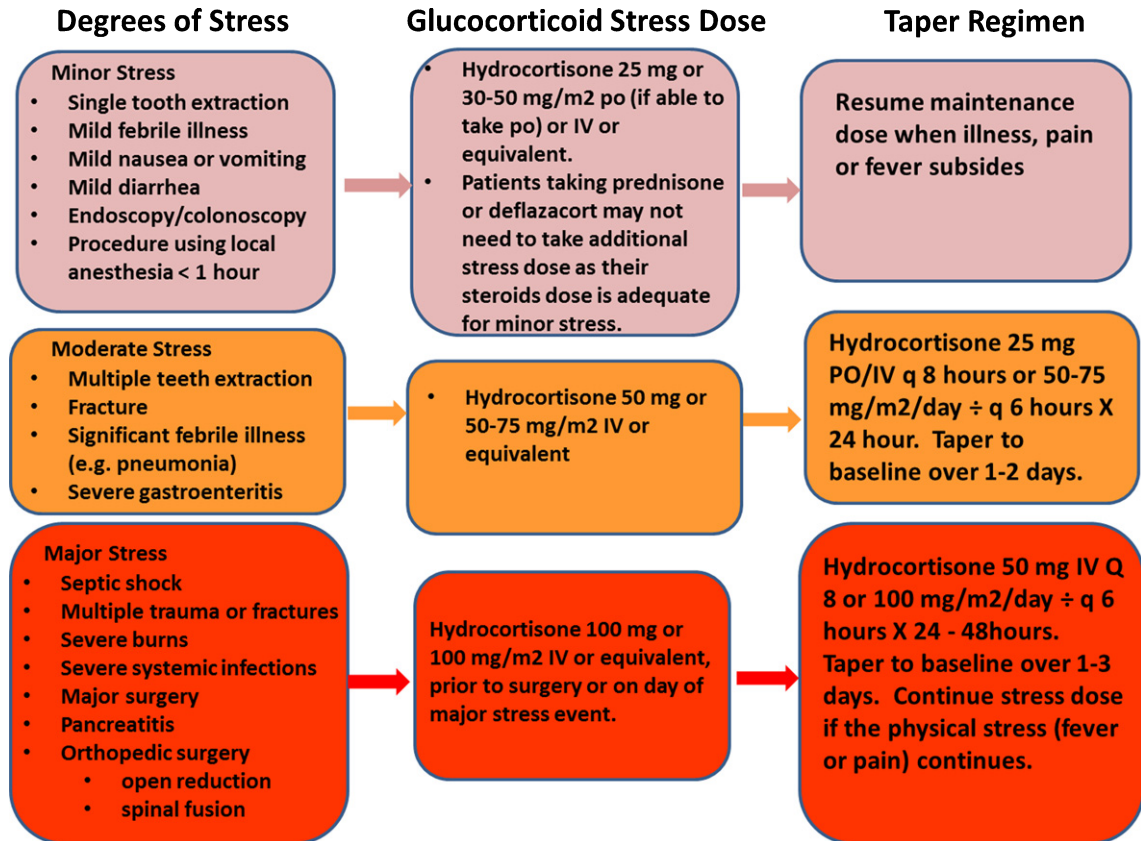 Degrees of Stress
Glucocorticoid Stress Dose
Taper Regimen
Minor Stress
• Single tooth extraction
• Mild febrile illness
• Mild nausea or vomiting
• Mild diarrhea
• Endoscopy/colonoscopy
• Procedure using local
anesthesia < 1 hour
• Hydrocortisone 25 mg or
30-50 mg/m2 po (if able to
take po) or IV or
equivalent.
• Patients taking prednisone
or deflazacort may not
need to take additional
stress dose as their
steroids dose is adequate
for minor stress.
Resume maintenance
dose when illness, pain
or fever subsides
Moderate Stress
• Multiple teeth extraction
• Fracture
• Significant febrile illness
(e.g. pneumonia)
• Severe gastroenteritis
• Hydrocortisone 50 mg or
50-75 mg/m2 IV or
equivalent
Hydrocortisone 25 mg
PO/IV q 8 hours or 50-75
mg/m2/day ÷ q 6 hours X
24 hour.  Taper to
baseline over 1-2 days.
Major Stress
• Septic shock
• Multiple trauma or fractures
• Severe burns
• Severe systemic infections
• Major surgery
• Pancreatitis
• Orthopedic surgery
• open reduction
• spinal fusion
Hydrocortisone 100 mg or
100 mg/m2 IV or equivalent,
prior to surgery or on day of
major stress event.
Hydrocortisone 50 mg IV Q
8 or 100 mg/m2/day ÷ q 6
hours X 24 - 48hours.
Taper to baseline over 1-3
days.  Continue stress dose
if the physical stress (fever
or pain) continues.